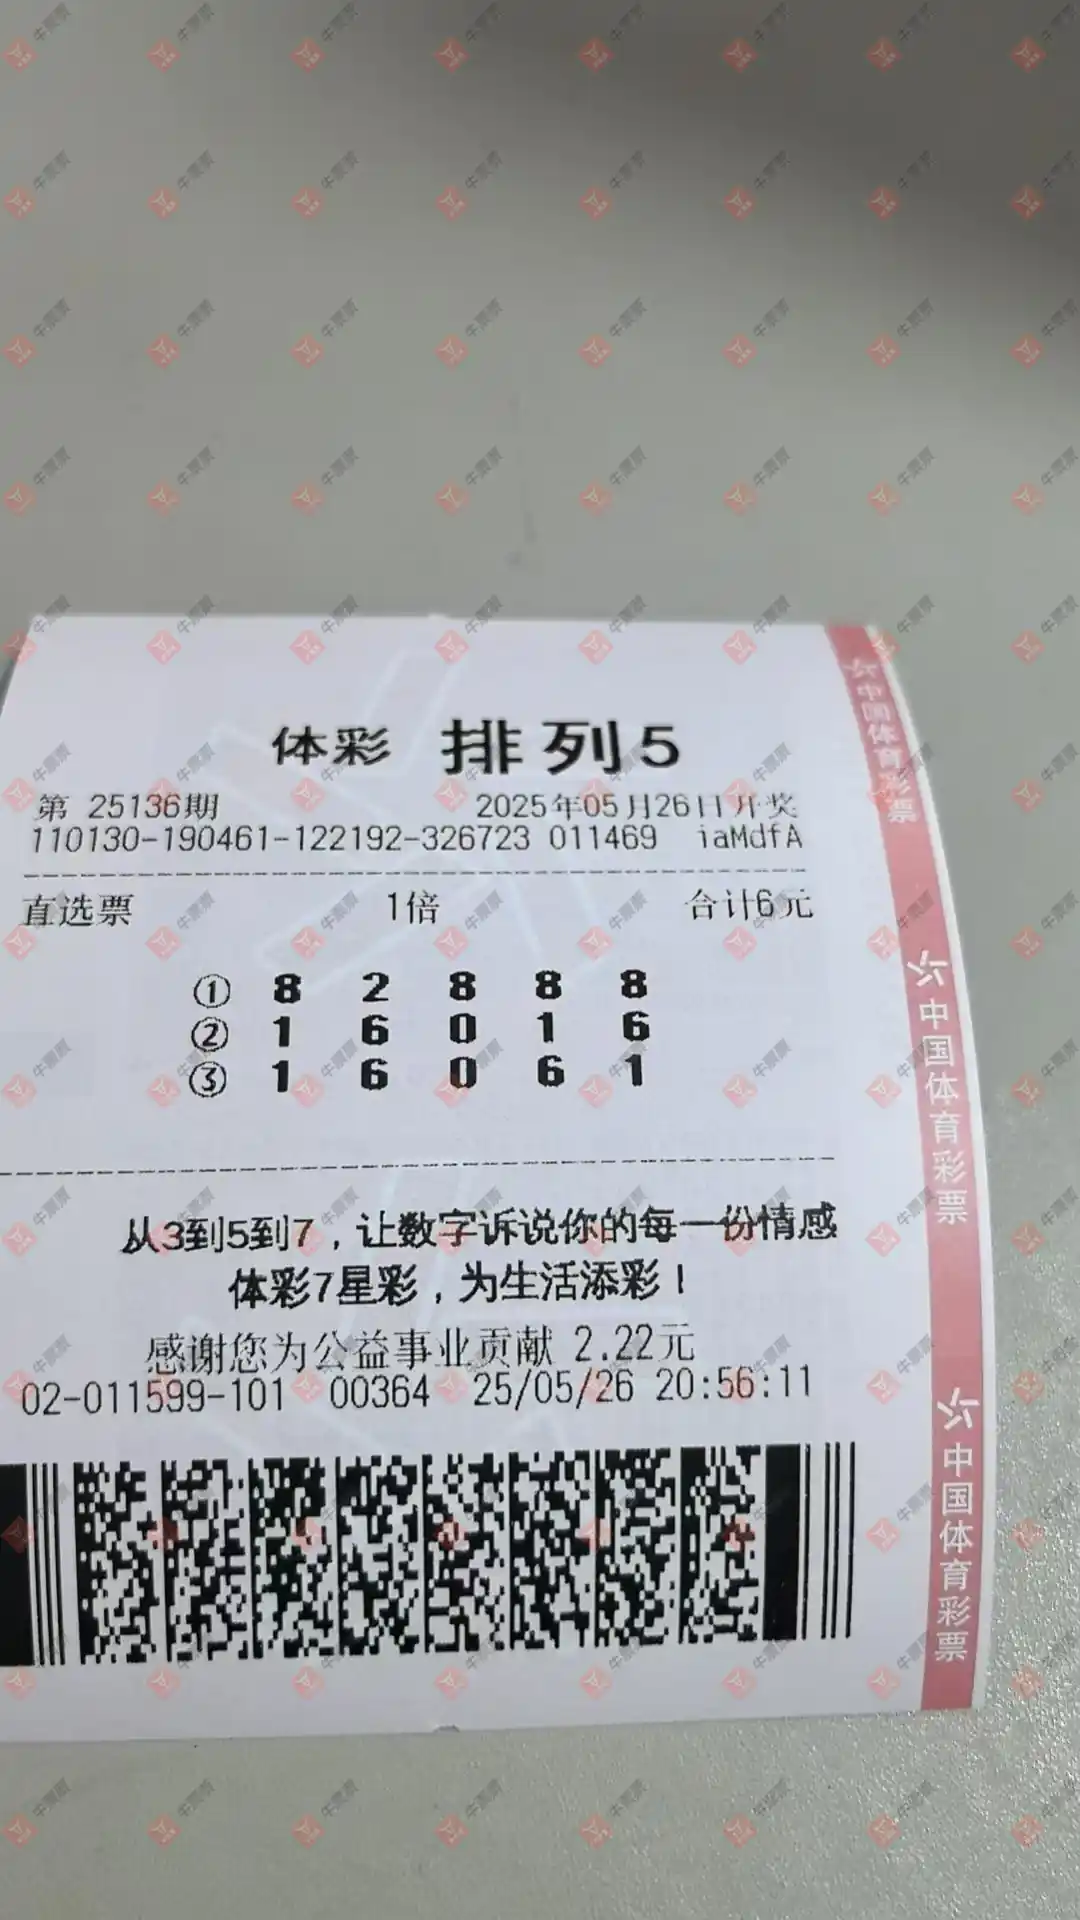 体彩 排列5
第 25136期 2025年05月26日开奖
110130-190461-122192-326723 011469 iaMdfA
直选票 1倍 合计6元
① 8 2 8 8 8
② 1 6 0 1 6
③ 1 6 0 6 1
从3到5到7，让数字诉说你的每一份情感
体彩7星彩，为生活添彩！
感谢您为公益事业贡献 2.22元
02-011599-101 00364 25/05/26 20:56:11
中国体育彩票
中国体育彩票
中国体育彩票